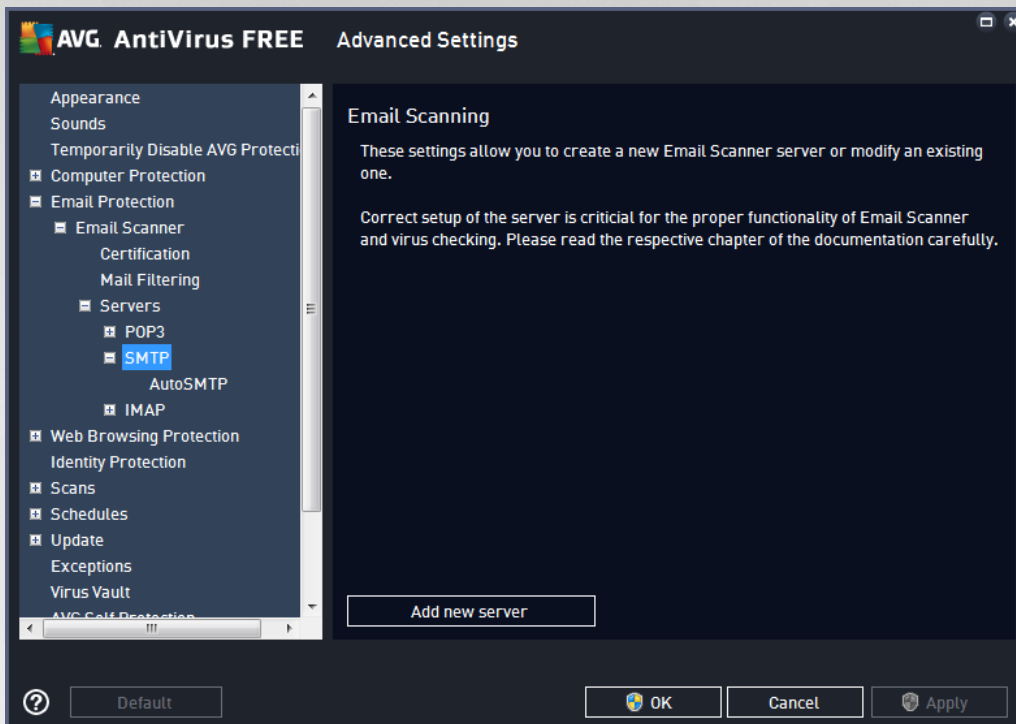 AVG AntiVirus FREE Advanced Settings
Appearance
Sounds
Temporarily Disable AVG Protecti
Computer Protection
Email Protection
Email Scanner
Certification
Mail Filtering
Servers
POP3
SMTP
AutoSMTP
IMAP
Web Browsing Protection
Identity Protection
Scans
Schedules
Update
Exceptions
Virus Vault
AVG Self Protection
Email Scanning
These settings allow you to create a new Email Scanner server or modify an existing
one.
Correct setup of the server is criticial for the proper functionality of Email Scanner
and virus checking. Please read the respective chapter of the documentation carefully.
Add new server
? Default OK Cancel Apply